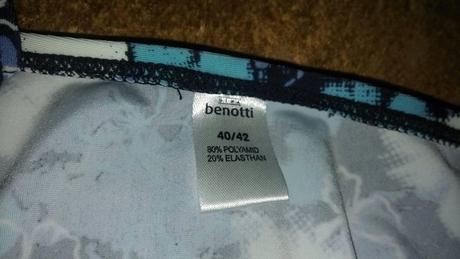 benotti
40/42
80% POLYAMID
20% ELASTHAN